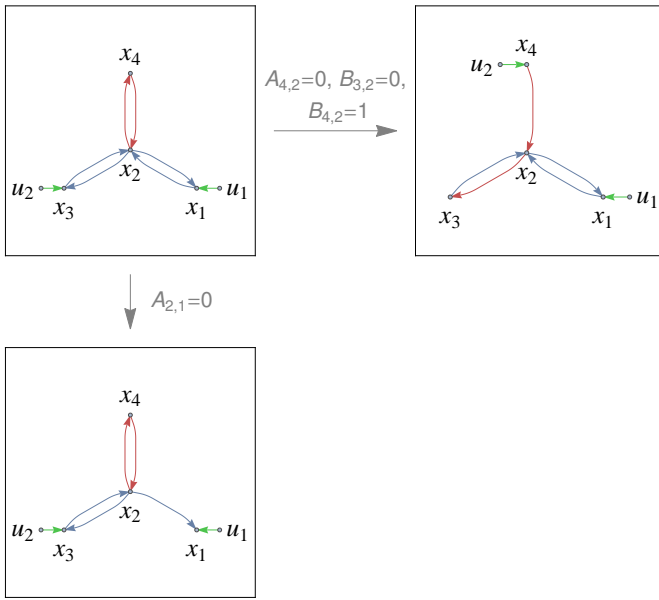 x₄
x₂
u₂
x₃
x₁
u₁
A₄,₂=0, B₃,₂=0,
B₄,₂=1
x₄
u₂
x₂
x₃
x₁
u₁
A₂,₁=0
x₄
x₂
u₂
x₃
x₁
u₁